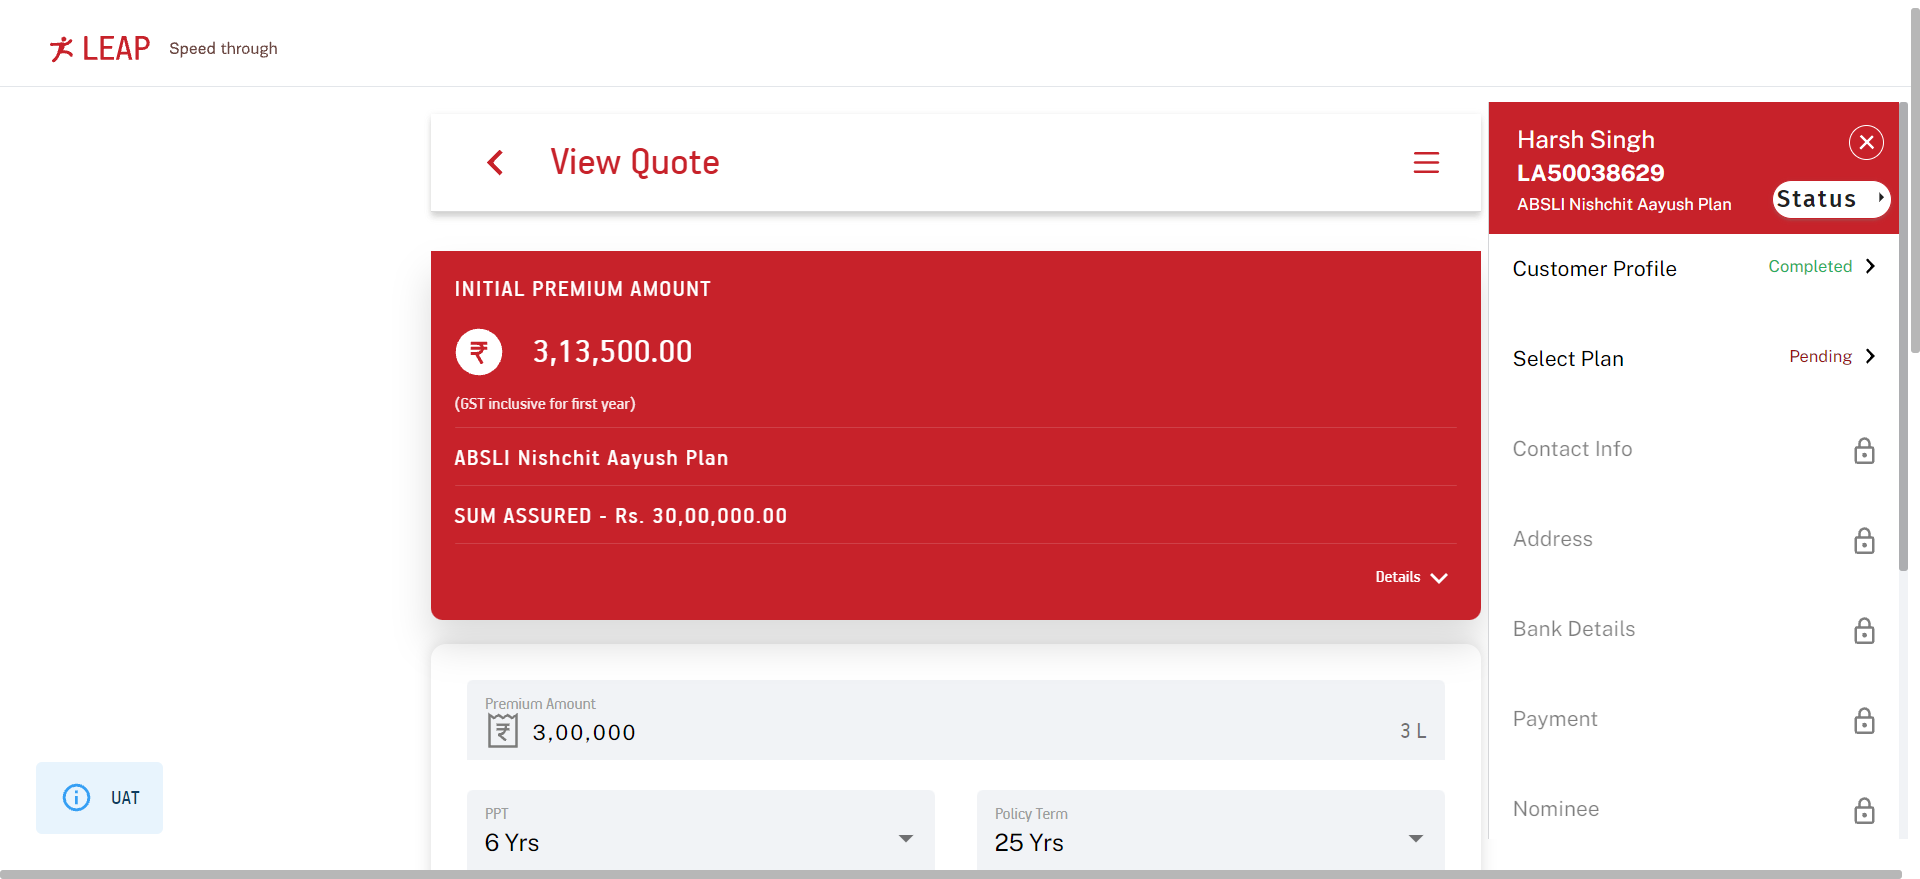 LEAP Speed through
View Quote
INITIAL PREMIUM AMOUNT
₹ 3,13,500.00
(GST inclusive for first year)
ABSLI Nishchit Aayush Plan
SUM ASSURED - Rs. 30,00,000.00
Details
Premium Amount
₹ 3,00,000 3 L
PPT
6 Yrs
Policy Term
25 Yrs
Harsh Singh
LA50038629
ABSLI Nishchit Aayush Plan
Status
Customer Profile Completed
Select Plan Pending
Contact Info
Address
Bank Details
Payment
Nominee
UAT